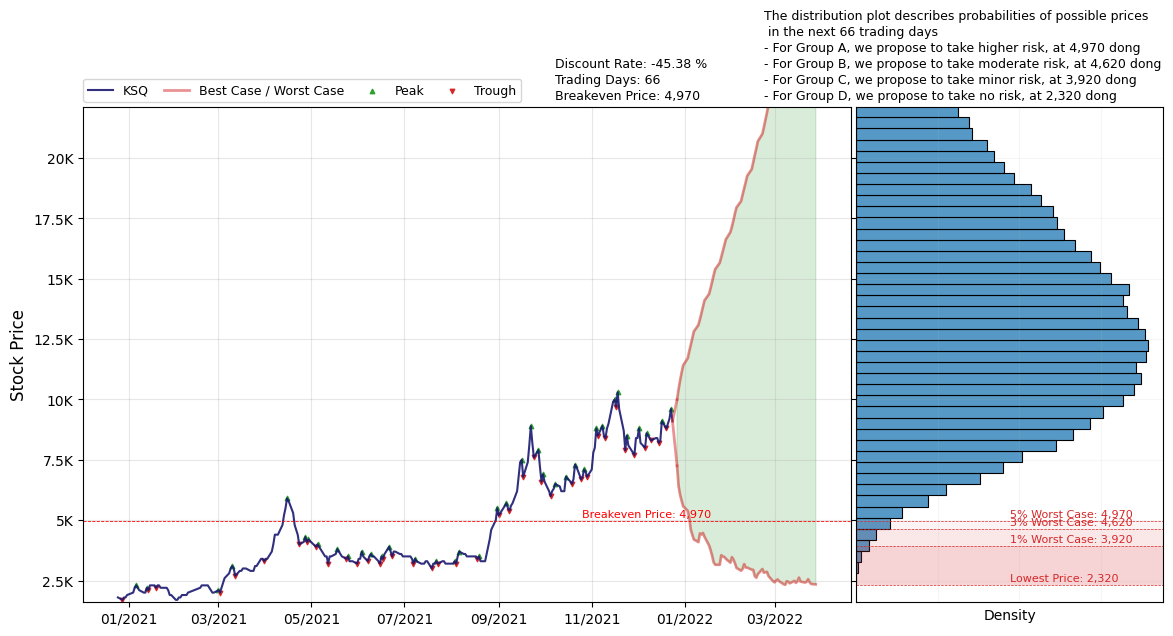 The distribution plot describes probabilities of possible prices
in the next 66 trading days
- For Group A, we propose to take higher risk, at 4,970 dong
- For Group B, we propose to take moderate risk, at 4,620 dong
- For Group C, we propose to take minor risk, at 3,920 dong
- For Group D, we propose to take no risk, at 2,320 dong
Discount Rate: -45.38 %
Trading Days: 66
Breakeven Price: 4,970
KSQ
Best Case / Worst Case
Peak
Trough
Stock Price
20K
17.5K
15K
12.5K
10K
7.5K
5K
2.5K
Breakeven Price: 4,970
5% Worst Case: 4,970
3% Worst Case: 4,620
1% Worst Case: 3,920
Lowest Price: 2,320
01/2021
03/2021
05/2021
07/2021
09/2021
11/2021
01/2022
03/2022
Density